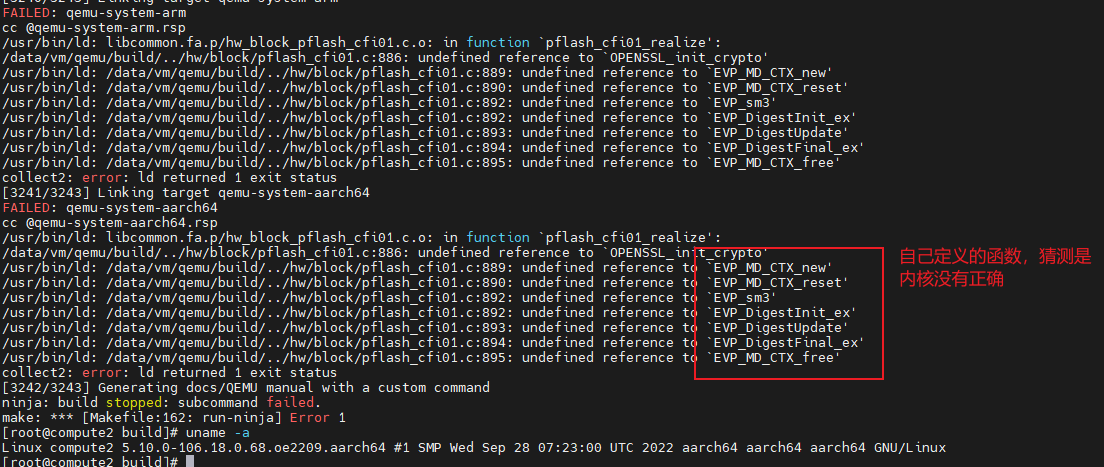 [3240/3243] Linking target qemu-system-arm
FAILED: qemu-system-arm
cc @qemu-system-arm.rsp
/usr/bin/ld: libcommon.fa.p/hw_block_pflash_cfi01.c.o: in function `pflash_cfi01_realize':
/data/vm/qemu/build/../hw/block/pflash_cfi01.c:886: undefined reference to `OPENSSL_init_crypto'
/usr/bin/ld: /data/vm/qemu/build/../hw/block/pflash_cfi01.c:889: undefined reference to `EVP_MD_CTX_new'
/usr/bin/ld: /data/vm/qemu/build/../hw/block/pflash_cfi01.c:890: undefined reference to `EVP_MD_CTX_reset'
/usr/bin/ld: /data/vm/qemu/build/../hw/block/pflash_cfi01.c:892: undefined reference to `EVP_sm3'
/usr/bin/ld: /data/vm/qemu/build/../hw/block/pflash_cfi01.c:892: undefined reference to `EVP_DigestInit_ex'
/usr/bin/ld: /data/vm/qemu/build/../hw/block/pflash_cfi01.c:893: undefined reference to `EVP_DigestUpdate'
/usr/bin/ld: /data/vm/qemu/build/../hw/block/pflash_cfi01.c:894: undefined reference to `EVP_DigestFinal_ex'
/usr/bin/ld: /data/vm/qemu/build/../hw/block/pflash_cfi01.c:895: undefined reference to `EVP_MD_CTX_free'
collect2: error: ld returned 1 exit status
[3241/3243] Linking target qemu-system-aarch64
FAILED: qemu-system-aarch64
cc @qemu-system-aarch64.rsp
/usr/bin/ld: libcommon.fa.p/hw_block_pflash_cfi01.c.o: in function `pflash_cfi01_realize':
/data/vm/qemu/build/../hw/block/pflash_cfi01.c:886: undefined reference to `OPENSSL_init_crypto'
/usr/bin/ld: /data/vm/qemu/build/../hw/block/pflash_cfi01.c:889: undefined reference to `EVP_MD_CTX_new'
/usr/bin/ld: /data/vm/qemu/build/../hw/block/pflash_cfi01.c:890: undefined reference to `EVP_MD_CTX_reset'
/usr/bin/ld: /data/vm/qemu/build/../hw/block/pflash_cfi01.c:892: undefined reference to `EVP_sm3'
/usr/bin/ld: /data/vm/qemu/build/../hw/block/pflash_cfi01.c:892: undefined reference to `EVP_DigestInit_ex'
/usr/bin/ld: /data/vm/qemu/build/../hw/block/pflash_cfi01.c:893: undefined reference to `EVP_DigestUpdate'
/usr/bin/ld: /data/vm/qemu/build/../hw/block/pflash_cfi01.c:894: undefined reference to `EVP_DigestFinal_ex'
/usr/bin/ld: /data/vm/qemu/build/../hw/block/pflash_cfi01.c:895: undefined reference to `EVP_MD_CTX_free'
collect2: error: ld returned 1 exit status
[3242/3243] Generating docs/QEMU manual with a custom command
ninja: build stopped: subcommand failed.
make: *** [Makefile:162: run-ninja] Error 1
[root@compute2 build]# uname -a
Linux compute2 5.10.0-106.18.0.68.oe2209.aarch64 #1 SMP Wed Sep 28 07:23:00 UTC 2022 aarch64 aarch64 aarch64 GNU/Linux
[root@compute2 build]#
自己定义的函数，猜测是
内核没有正确